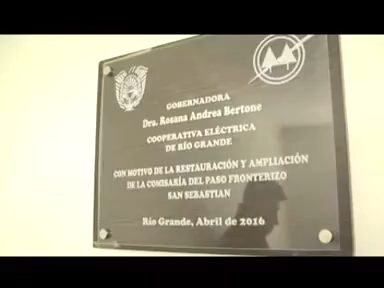 GOBERNADORA
Dra. Rosana Andrea Bertone
COOPERATIVA ELÉCTRICA
DE RÍO GRANDE
CON MOTIVO DE LA RESTAURACIÓN Y AMPLIACIÓN
DE LA COMISARÍA DEL PASO FRONTERIZO
SAN SEBASTIAN
Río Grande, Abril de 2016